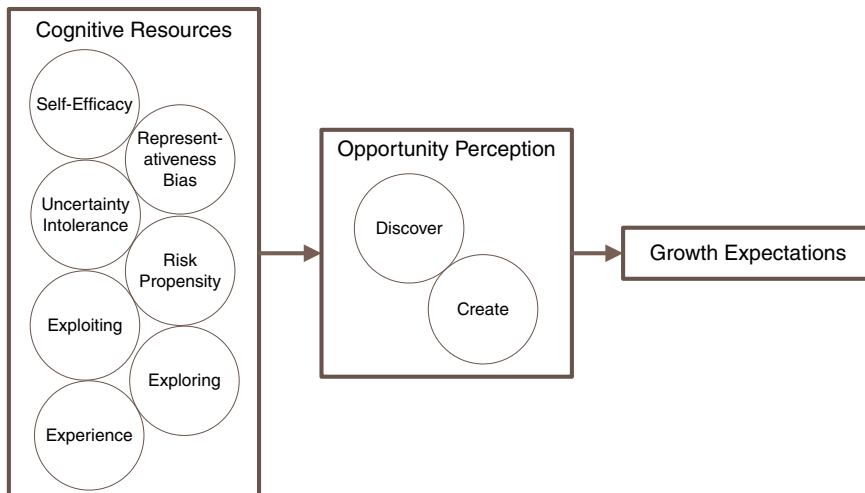 Cognitive Resources
Self-Efficacy
Represent-
ativeness
Bias
Uncertainty
Intolerance
Risk
Propensity
Exploiting
Exploring
Experience
Opportunity Perception
Discover
Create
Growth Expectations